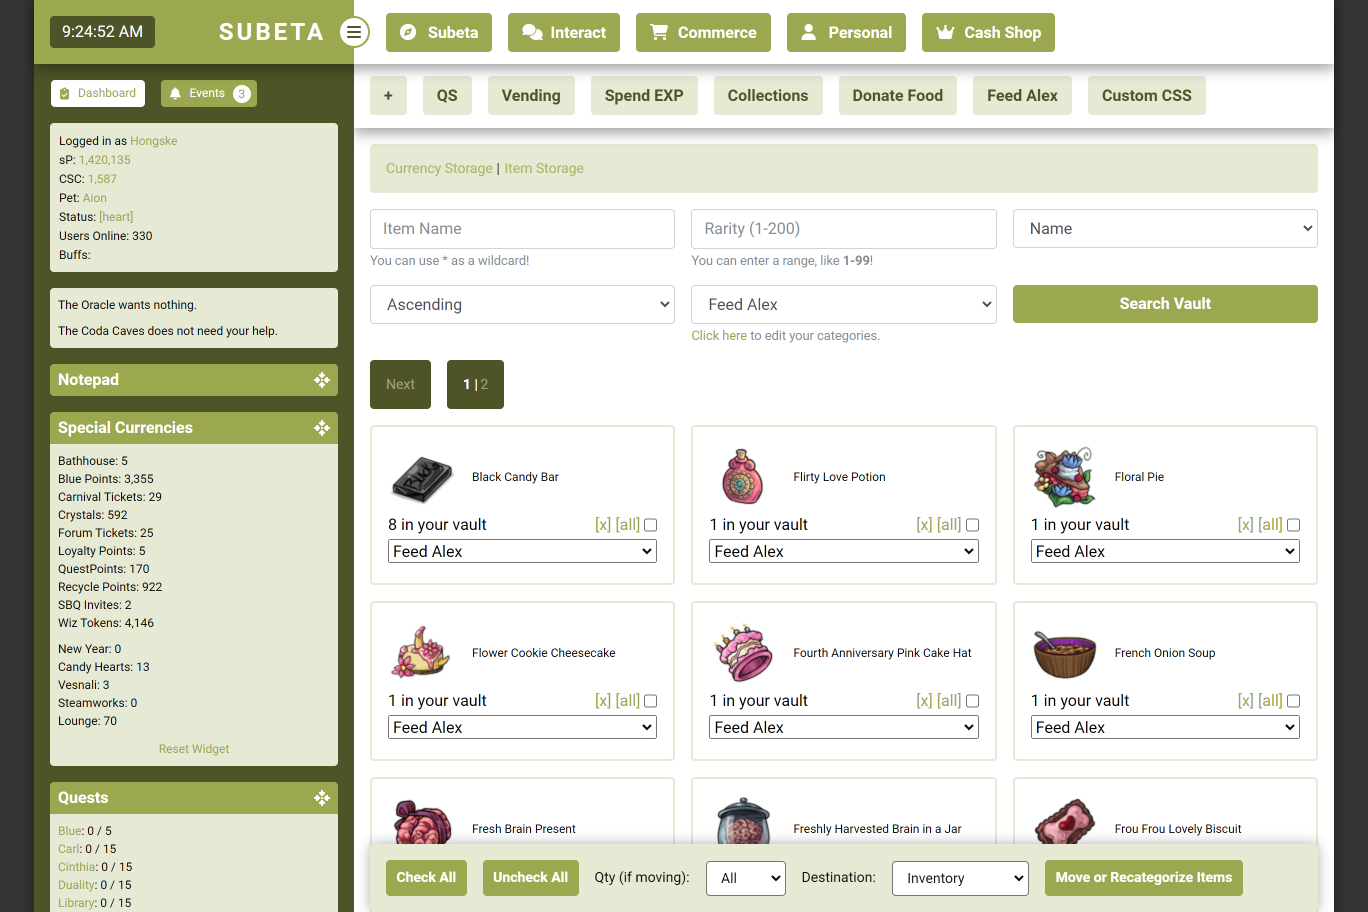 9:24:52 AM
SUBETA
Subeta
Interact
Commerce
Personal
Cash Shop
Dashboard
Events 3
+
QS
Vending
Spend EXP
Collections
Donate Food
Feed Alex
Custom CSS
Logged in as Hongske
sP: 1,420,135
CSC: 1,587
Pet: Aion
Status: [heart]
Users Online: 330
Buffs:
The Oracle wants nothing.
The Coda Caves does not need your help.
Notepad
Special Currencies
Bathhouse: 5
Blue Points: 3,355
Carnival Tickets: 29
Crystals: 592
Forum Tickets: 25
Loyalty Points: 5
QuestPoints: 170
Recycle Points: 922
SBQ Invites: 2
Wiz Tokens: 4,146
New Year: 0
Candy Hearts: 13
Vesnali: 3
Steamworks: 0
Lounge: 70
Reset Widget
Quests
Blue: 0 / 5
Carl: 0 / 15
Cinthia: 0 / 15
Duality: 0 / 15
Library: 0 / 15
Currency Storage | Item Storage
Item Name
You can use * as a wildcard!
Rarity (1-200)
You can enter a range, like 1-99!
Name
Ascending
Feed Alex
Click here to edit your categories.
Search Vault
Next
1 | 2
Black Candy Bar
8 in your vault [x] [all]
Feed Alex
Flirty Love Potion
1 in your vault [x] [all]
Feed Alex
Floral Pie
1 in your vault [x] [all]
Feed Alex
Flower Cookie Cheesecake
1 in your vault [x] [all]
Feed Alex
Fourth Anniversary Pink Cake Hat
1 in your vault [x] [all]
Feed Alex
French Onion Soup
1 in your vault [x] [all]
Feed Alex
Fresh Brain Present
Freshly Harvested Brain in a Jar
Frou Frou Lovely Biscuit
Check All
Uncheck All
Qty (if moving):
All
Destination:
Inventory
Move or Recategorize Items